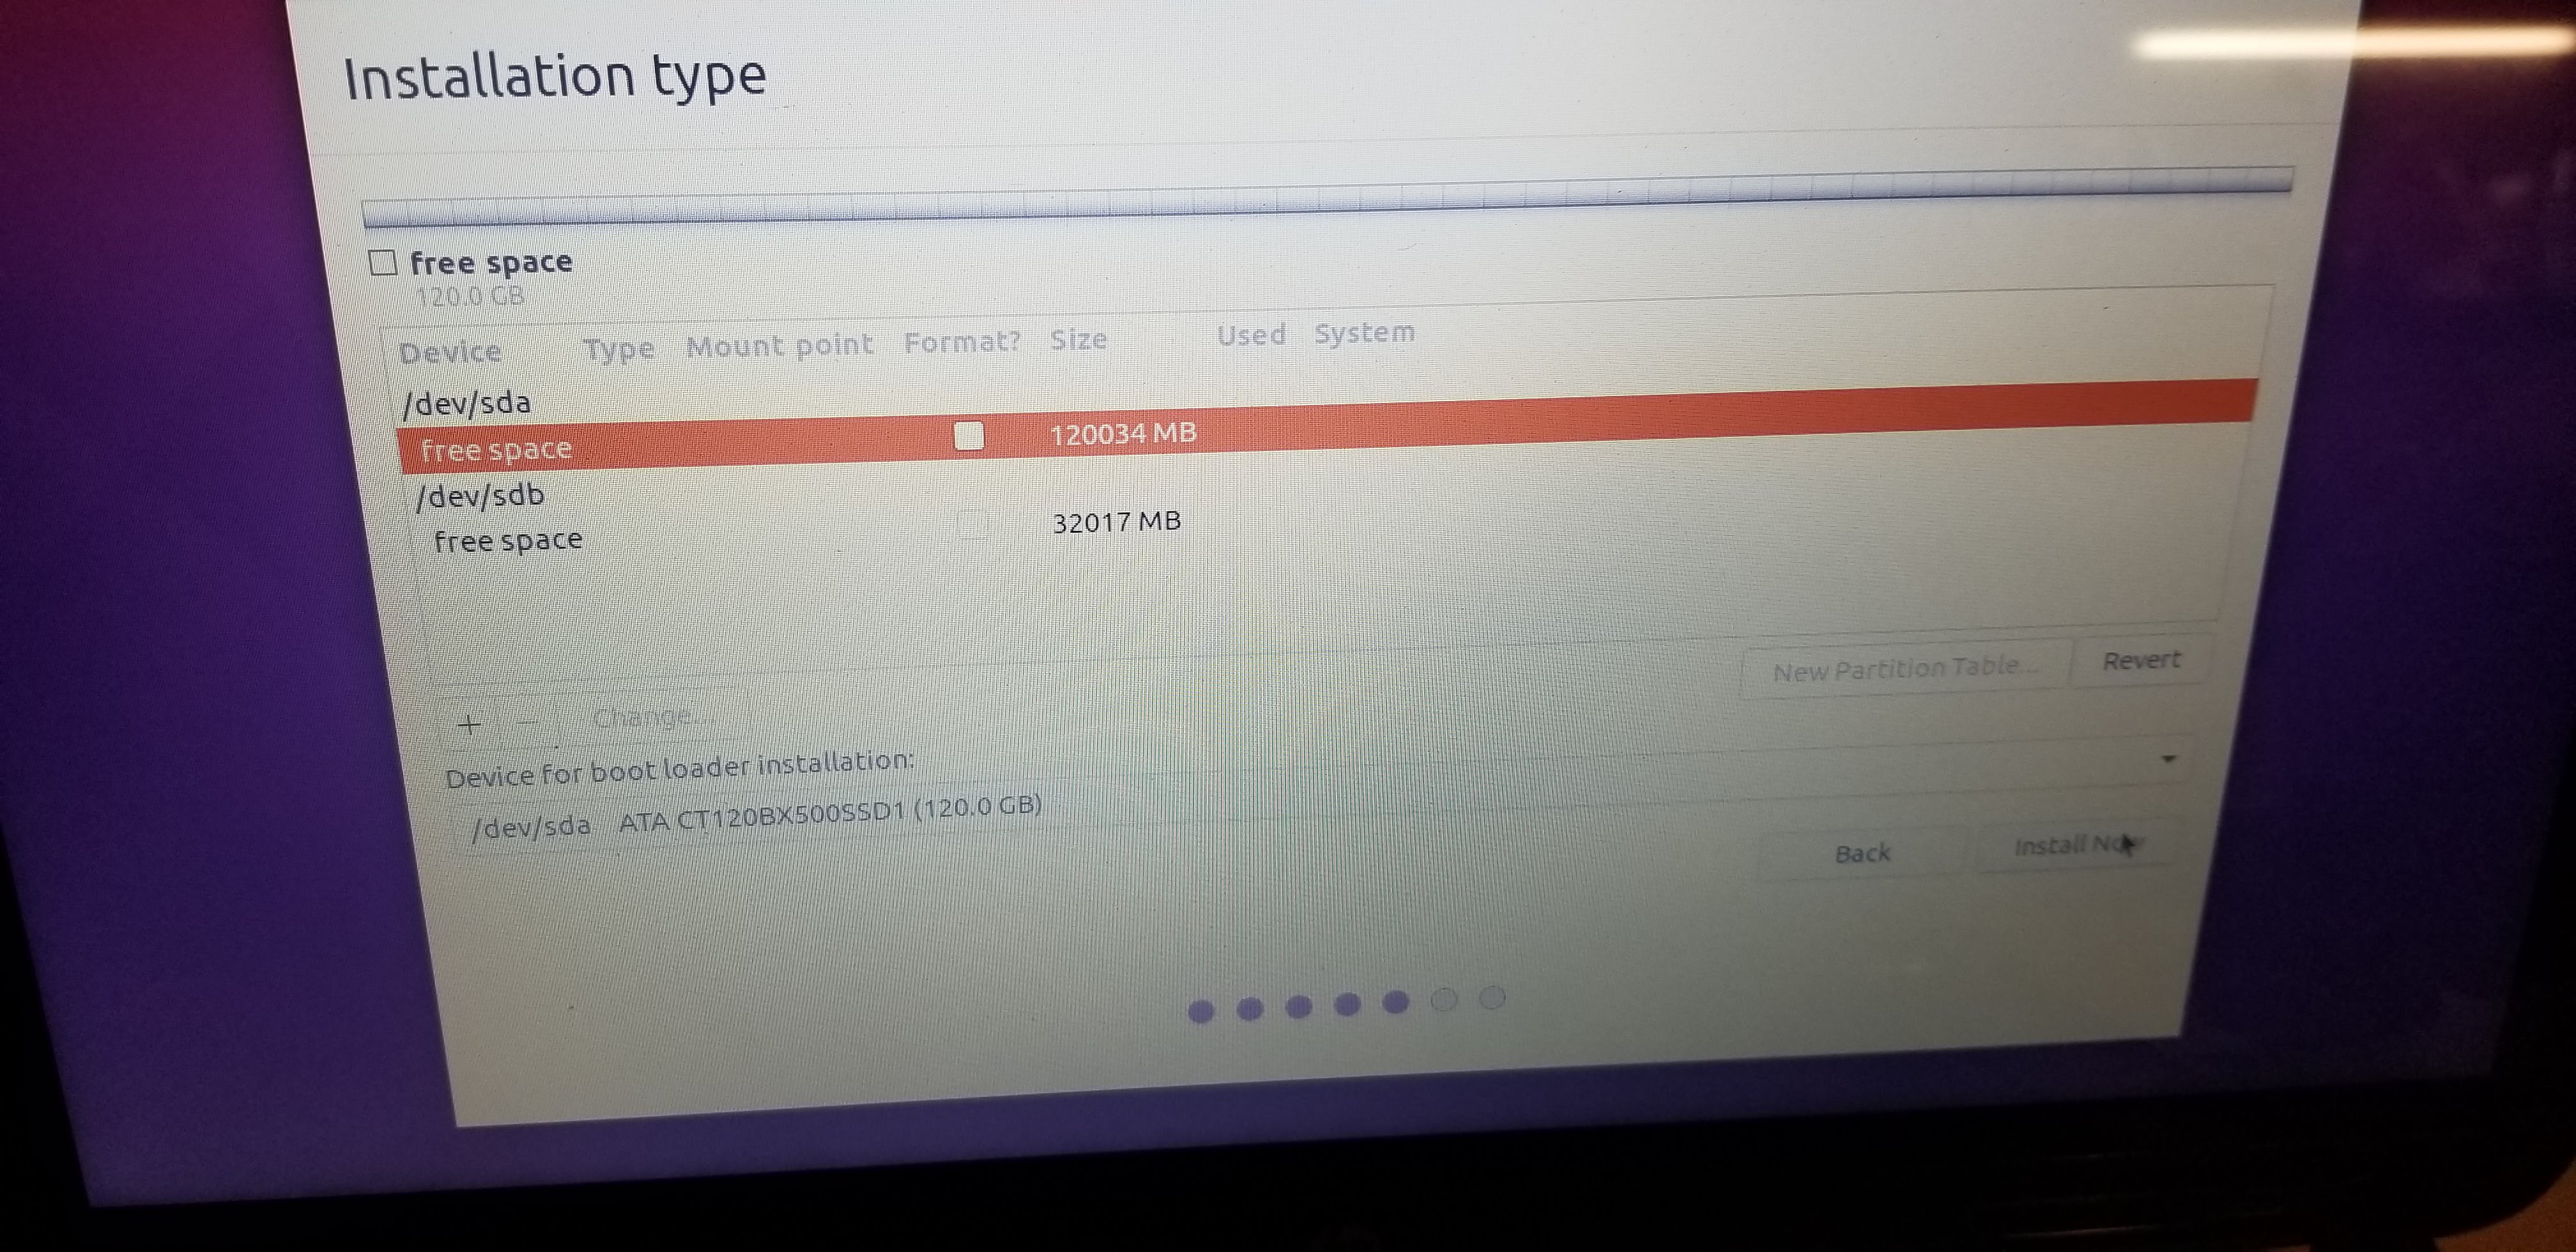 Installation type
free space
120.0 GB
Device Type Mount point Format? Size Used System
/dev/sda
free space 120034 MB
/dev/sdb
free space 32017 MB
New Partition Table... Revert
+ − Change...
Device for boot loader installation:
/dev/sda ATA CT120BX500SSD1 (120.0 GB)
Back Install Now